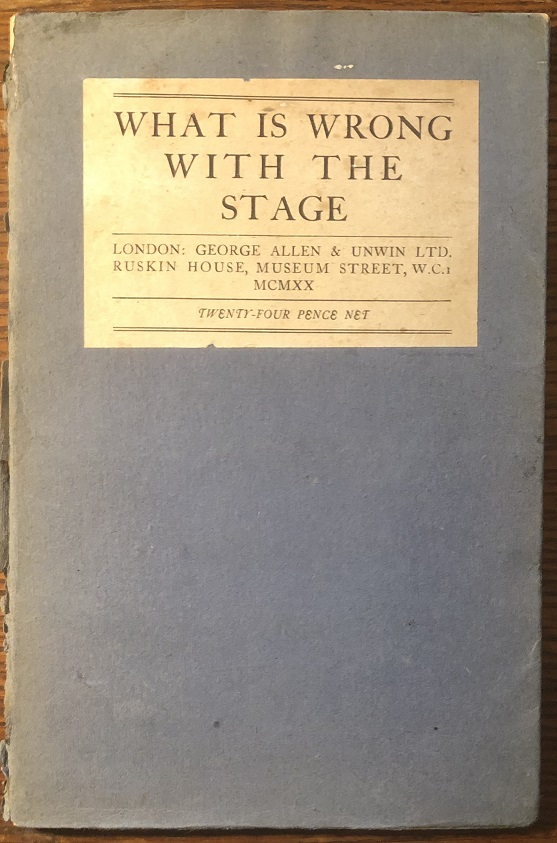 WHAT IS WRONG
WITH THE
STAGE
LONDON: GEORGE ALLEN & UNWIN LTD.
RUSKIN HOUSE, MUSEUM STREET, W.C.1
MCMXX
TWENTY-FOUR PENCE NET